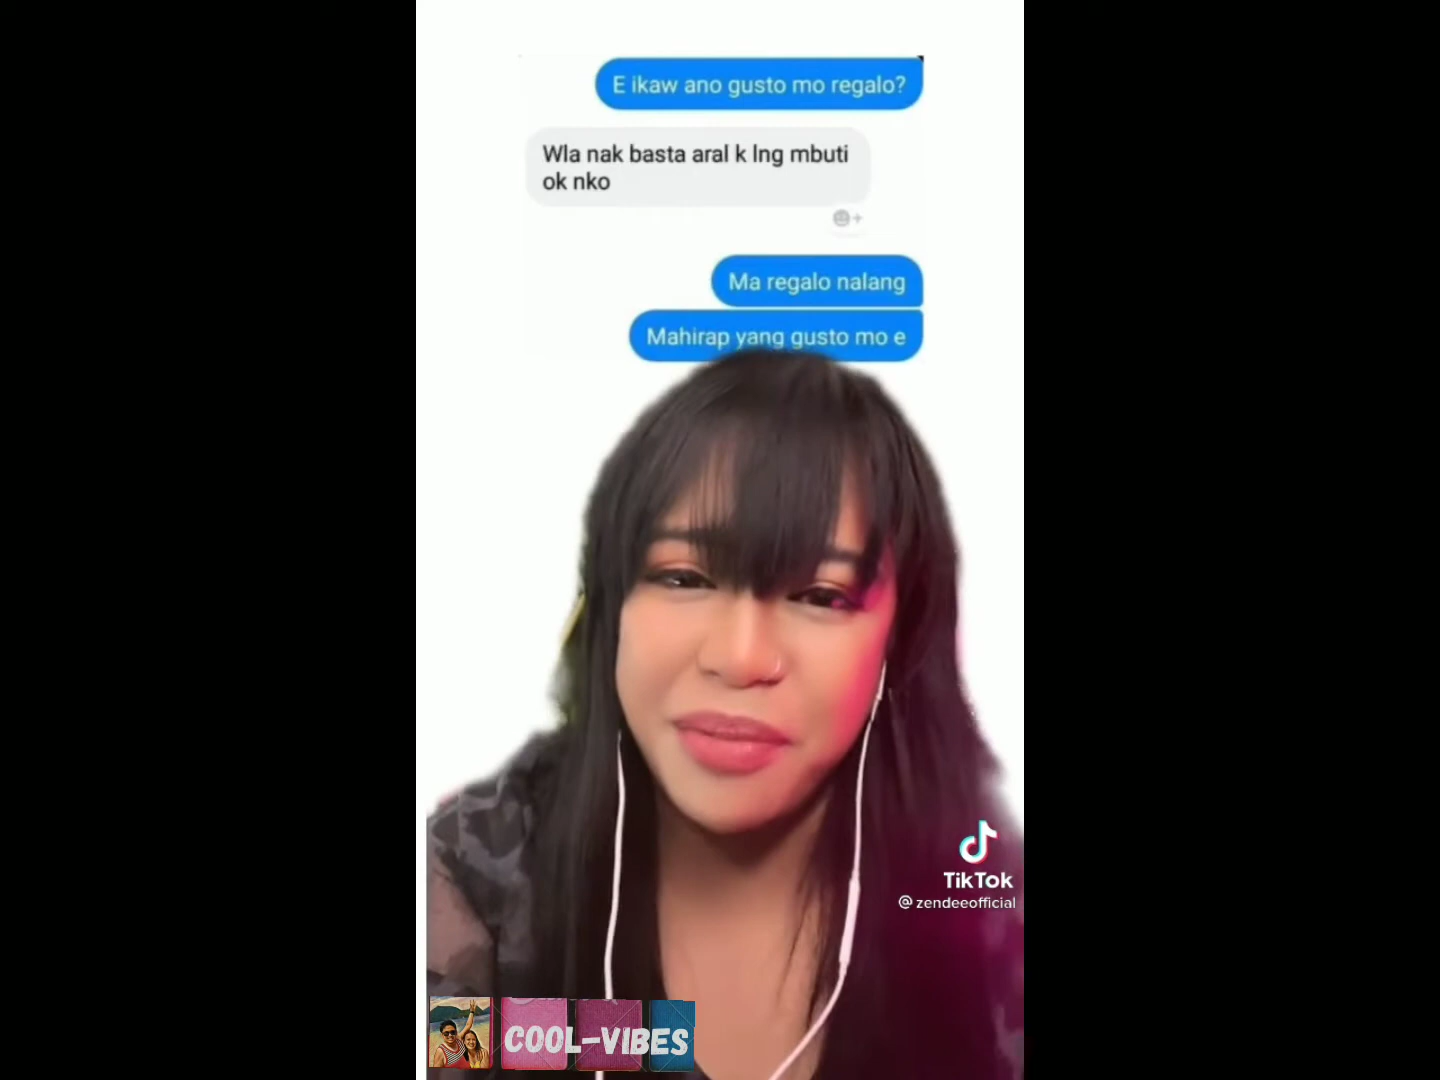 E ikaw ano gusto mo regalo?
Wla nak basta aral k lng mbuti
ok nko
Ma regalo nalang
Mahirap yang gusto mo e
TikTok
@zendeeofficial
COOL-VIBES